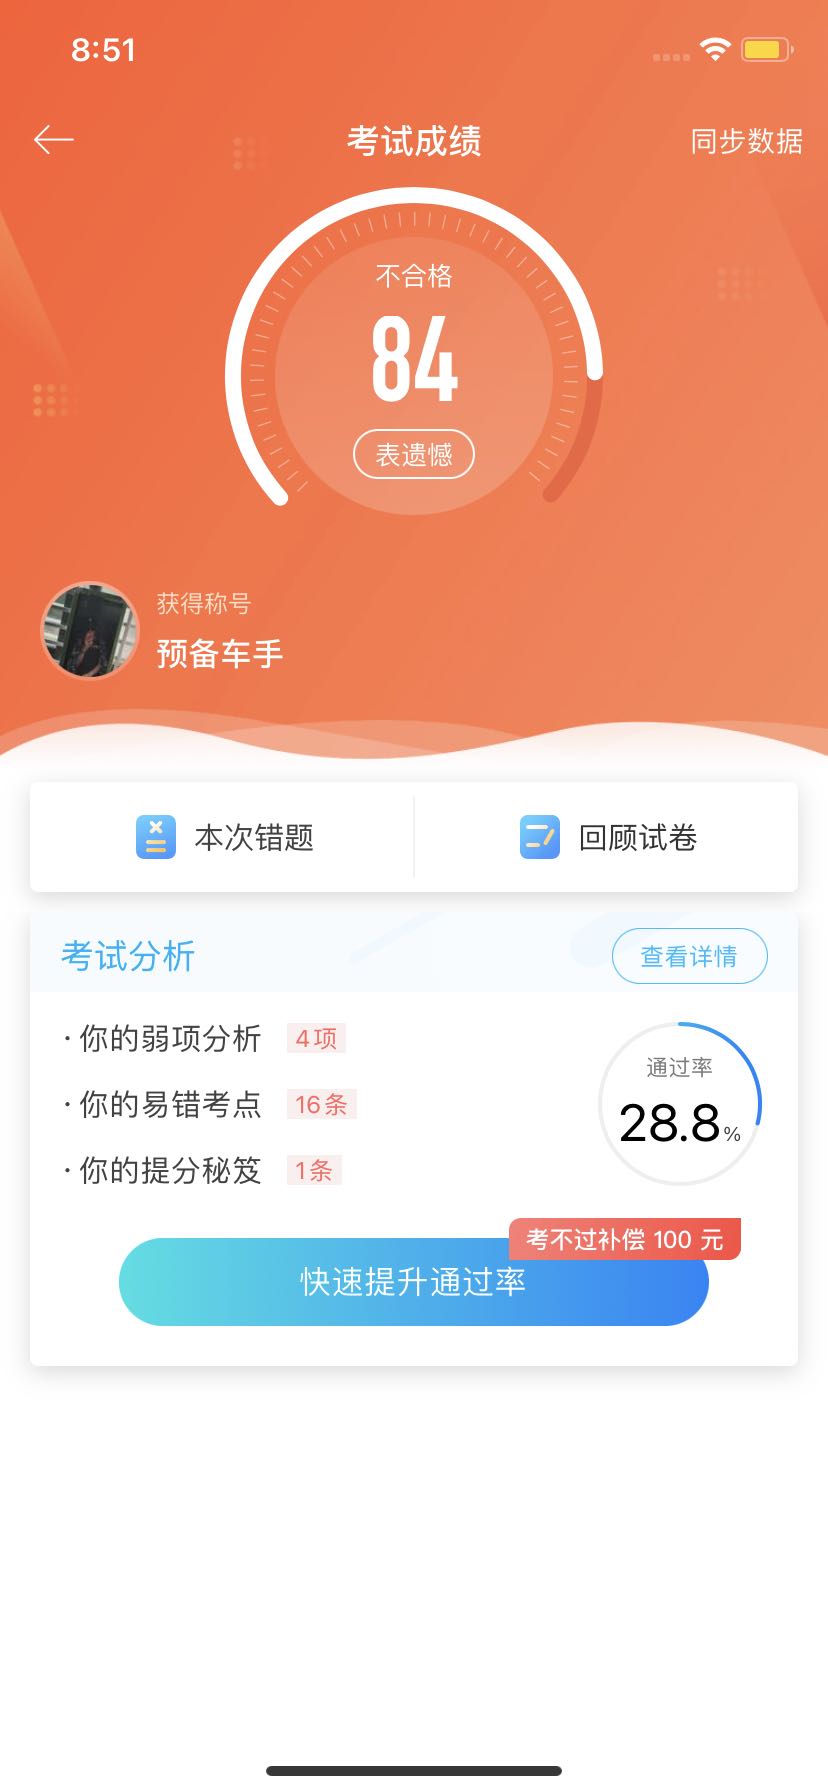 8:51
考试成绩
同步数据
不合格
84
表遗憾
获得称号
预备车手
本次错题
回顾试卷
考试分析
查看详情
· 你的弱项分析 4项
· 你的易错考点 16条
· 你的提分秘笈 1条
通过率
28.8%
考不过补偿 100 元
快速提升通过率